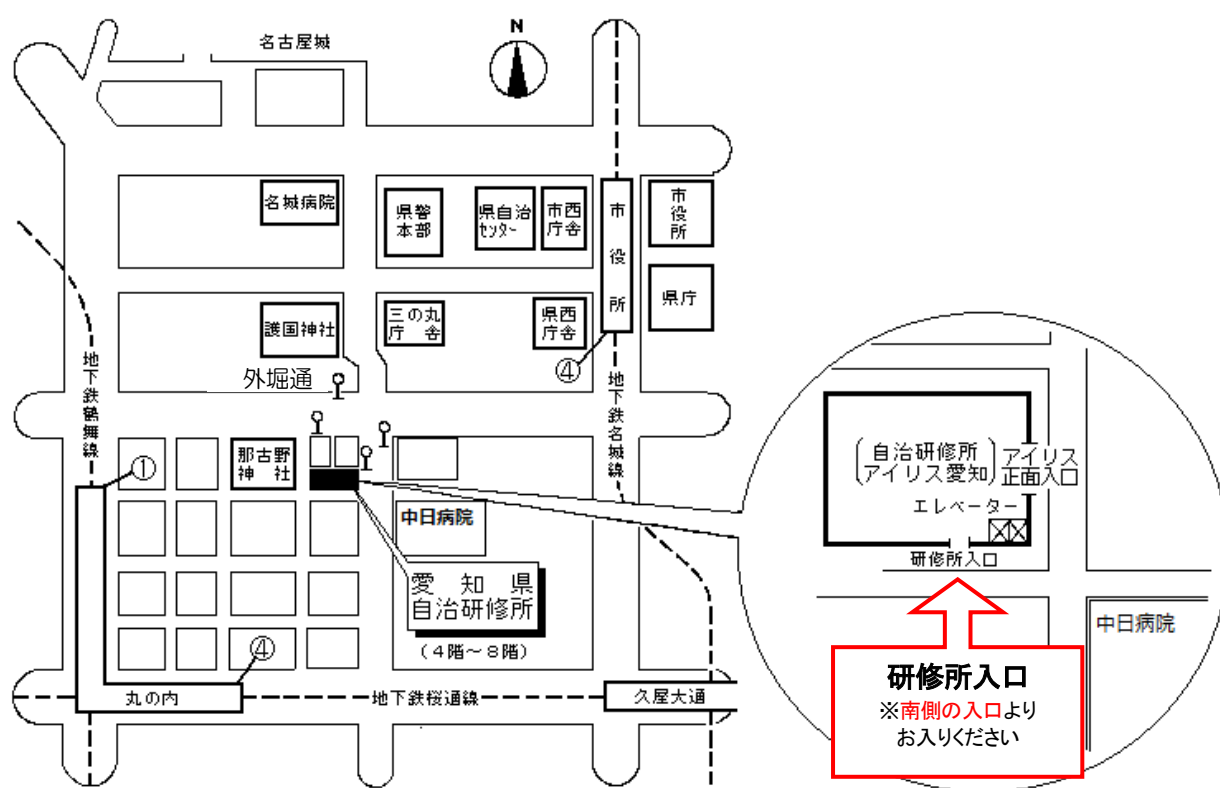 名古屋城
N
名城病院
県警
本部
県自治
センター
市西
庁舎
市役所
市
役
所
護国神社
三の丸
庁舎
県西
庁舎
県庁
④
外堀通
地下鉄鶴舞線
地下鉄名城線
①
那古野
神社
中日病院
愛知県
自治研修所
(4階～8階)
④
丸の内
地下鉄桜通線
久屋大通
自治研修所
アイリス愛知
アイリス
正面入口
エレベーター
研修所入口
中日病院
研修所入口
※南側の入口より
お入りください